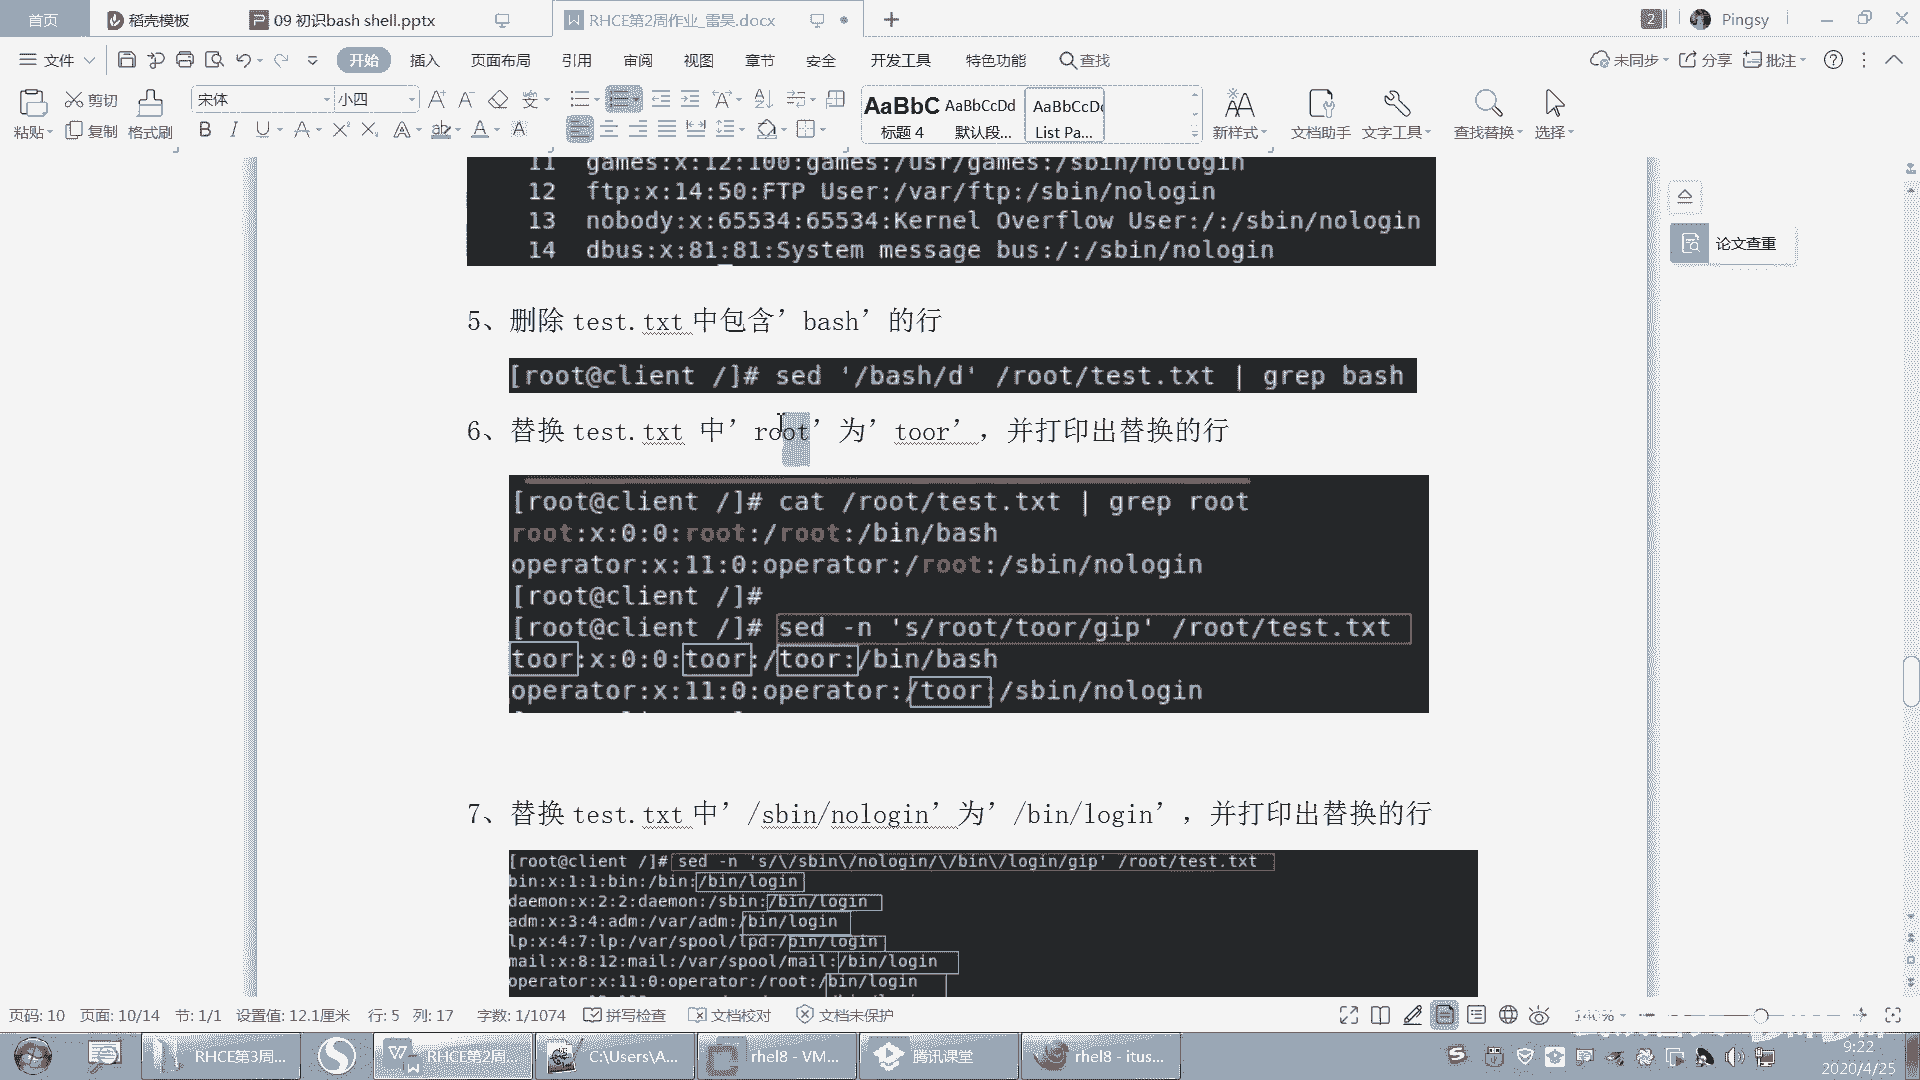 首页
稻壳模板
09 初识bash shell.pptx
RHCE第2周作业_雷昊.docx
2
Pingsy
文件
开始
插入
页面布局
引用
审阅
视图
章节
安全
开发工具
特色功能
查找
未同步
分享
批注
粘贴
剪切
复制
格式刷
宋体
小四
AaBbC
标题 4
AaBbCcDd
默认段...
AaBbCcD
List Pa...
新样式
文档助手
文字工具
查找替换
选择
论文查重
11 games:x:12:100:games:/usr/games:/sbin/nologin
12 ftp:x:14:50:FTP User:/var/ftp:/sbin/nologin
13 nobody:x:65534:65534:Kernel Overflow User:/:/sbin/nologin
14 dbus:x:81:81:System message bus:/:/sbin/nologin
5、删除 test.txt 中包含’bash’的行
[root@client /]# sed '/bash/d' /root/test.txt | grep bash
6、替换 test.txt 中’root’为’toor’，并打印出替换的行
[root@client /]# cat /root/test.txt | grep root
root:x:0:0:root:/root:/bin/bash
operator:x:11:0:operator:/root:/sbin/nologin
[root@client /]#
[root@client /]# sed -n 's/root/toor/gip' /root/test.txt
toor:x:0:0:toor:/toor:/bin/bash
operator:x:11:0:operator:/toor:/sbin/nologin
7、替换 test.txt 中’/sbin/nologin’为’/bin/login’，并打印出替换的行
[root@client /]# sed -n 's/\/sbin\/nologin/\/bin\/login/gip' /root/test.txt
bin:x:1:1:bin:/bin:/bin/login
daemon:x:2:2:daemon:/sbin:/bin/login
adm:x:3:4:adm:/var/adm:/bin/login
lp:x:4:7:lp:/var/spool/lpd:/bin/login
mail:x:8:12:mail:/var/spool/mail:/bin/login
operator:x:11:0:operator:/root:/bin/login
页码: 10
页面: 10/14
节: 1/1
设置值: 12.1厘米
行: 5
列: 17
字数: 1/1074
拼写检查
文档校对
文档未保护
140%
RHCE第3周...
RHCE第2周...
C:\Users\A...
rhel8 - VM...
腾讯课堂
rhel8 - itus...
9:22
2020/4/25